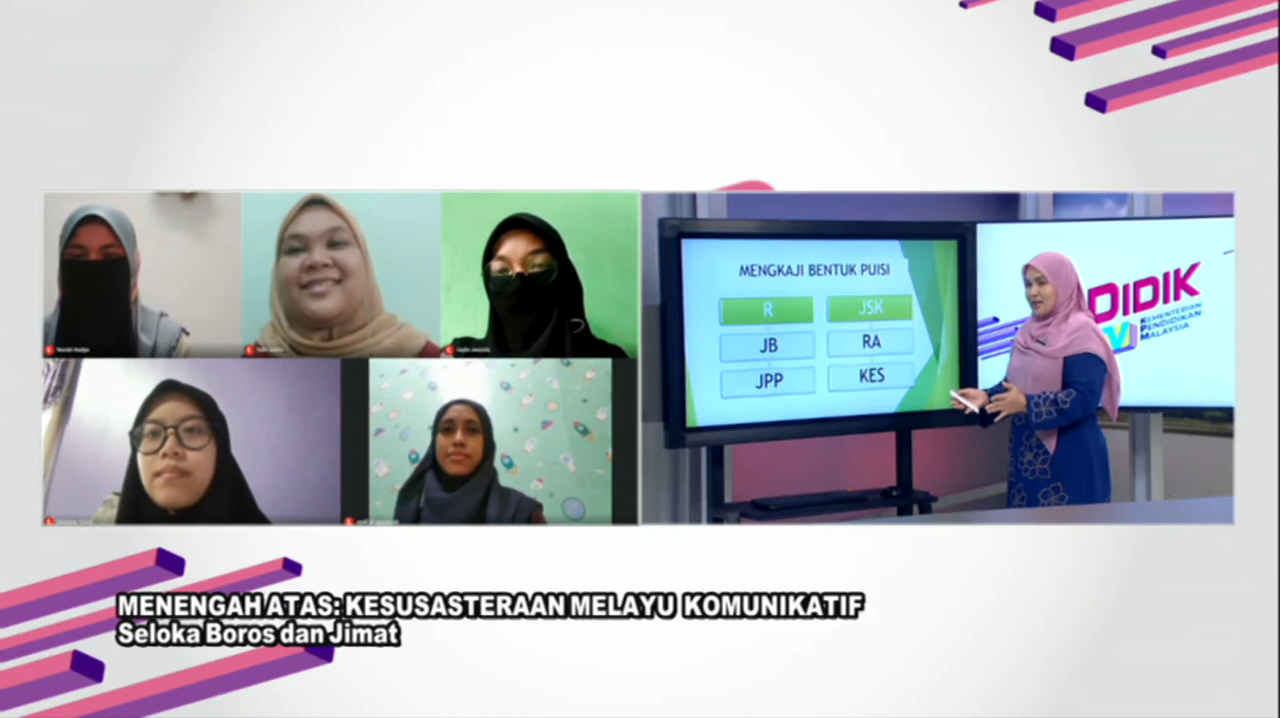 MENGKAJI BENTUK PUISI
R
JSK
JB
RA
JPP
KES
DIDIK
KEMENTERIAN
PENDIDIKAN
MALAYSIA
MENENGAH ATAS: KESUSASTERAAN MELAYU KOMUNIKATIF
Seloka Boros dan Jimat